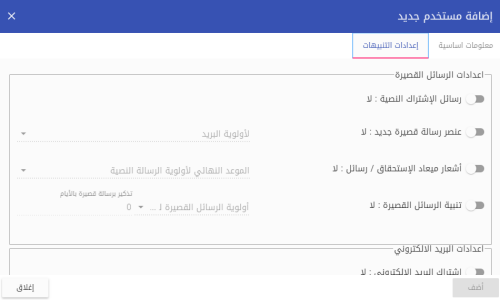 إضافة مستخدم جديد
معلومات اساسية
إعدادات التنبيهات
اعدادات الرسائل القصيرة
رسائل الإشتراك النصية : لا
عنصر رسالة قصيرة جديد : لا
لأولوية البريد
أشعار ميعاد الإستحقاق / رسائل : لا
الموعد النهائي لأولوية الرسالة النصية
تنبية الرسائل القصيرة : لا
أولوية الرسائل القصيرة لـ ...
تذكير برسالة قصيرة بالأيام
0
اعدادات البريد الالكتروني
اشتراك البريد الالكتروني : لا
أضف
إغلاق